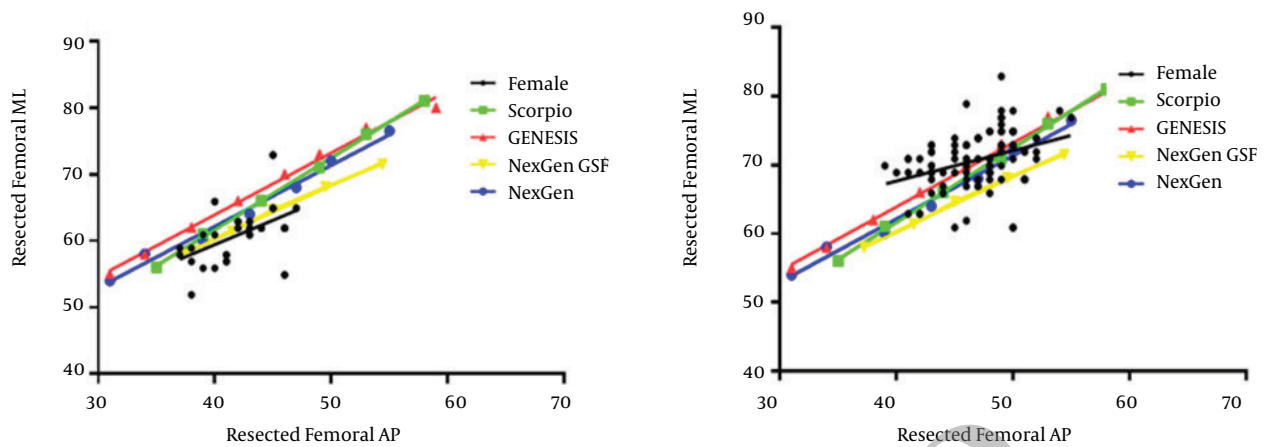 90
80
70
60
50
40
30 40 50 60 70
Resected Femoral ML
Resected Femoral AP
Female
Scorpio
GENESIS
NexGen GSF
NexGen
90
80
70
60
50
40
30 40 50 60 70
Resected Femoral ML
Resected Femoral AP
Female
Scorpio
GENESIS
NexGen GSF
NexGen